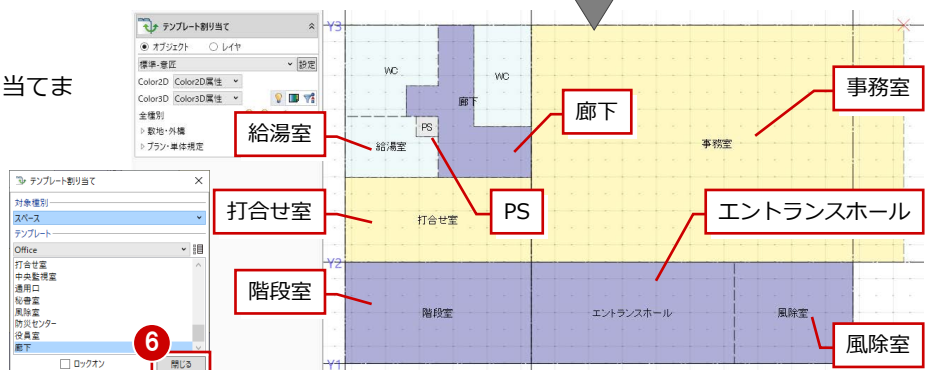 当てま
テンプレート割り当て
オブジェクト レイヤ
標準-意匠 設定
Color2D Color2D属性
Color3D Color3D属性
全種別
敷地・外構
プラン・単体規定
テンプレート割り当て
対象種別
スペース
テンプレート
Office
打合せ室
中央監視室
通用口
秘書室
風除室
防災センター
役員室
廊下
ロックオン 閉じる
6
Y3
WC
WC
廊下
PS
給湯室
事務室
打合せ室
Y2
階段室
エントランスホール
風除室
Y1
給湯室
廊下
事務室
打合せ室
PS
エントランスホール
階段室
風除室